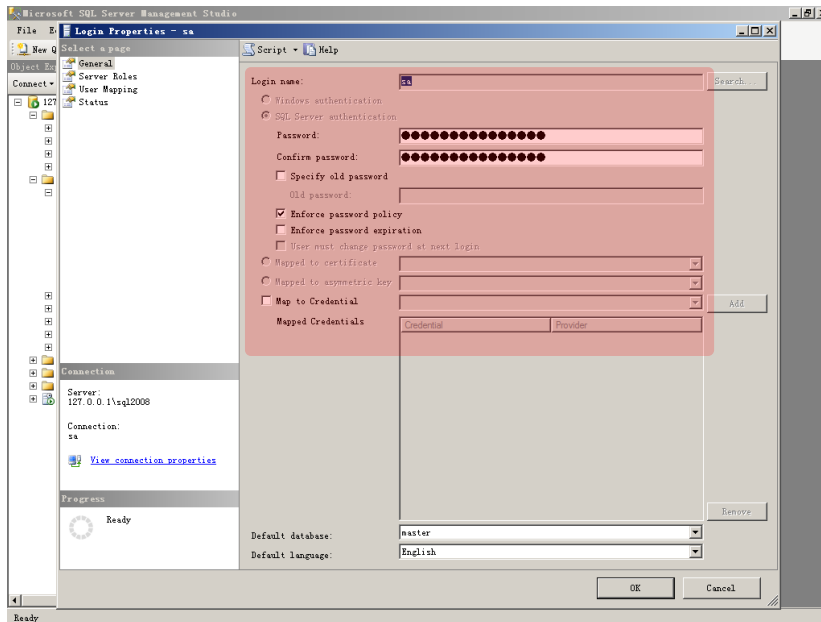 Microsoft SQL Server Management Studio
File
New Q
Object Ex
Connect
127
Login Properties - sa
Select a page
General
Server Roles
User Mapping
Status
Script
Help
Login name:
sa
Search...
Windows authentication
SQL Server authentication
Password:
●●●●●●●●●●●●●●●
Confirm password:
●●●●●●●●●●●●●●●
Specify old password
Old password:
Enforce password policy
Enforce password expiration
User must change password at next login
Mapped to certificate
Mapped to asymmetric key
Map to Credential
Add
Mapped Credentials
Credential
Provider
Connection
Server:
127.0.0.1\sql2008
Connection:
sa
View connection properties
Progress
Ready
Remove
Default database:
master
Default language:
English
OK
Cancel
Ready